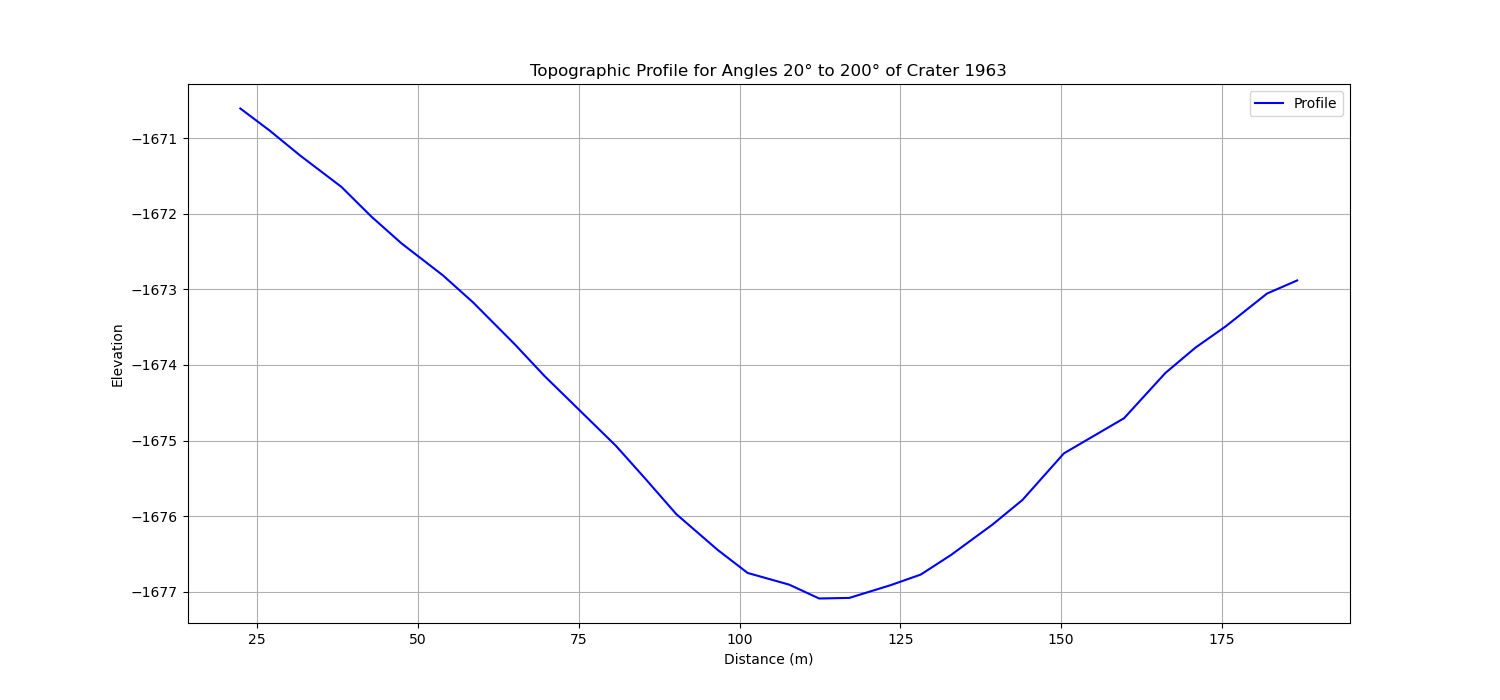 Topographic Profile for Angles 20° to 200° of Crater 1963
Profile
−1671
−1672
−1673
−1674
−1675
−1676
−1677
Elevation
25 50 75 100 125 150 175
Distance (m)